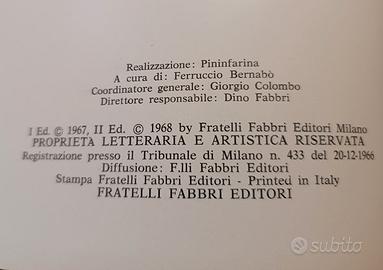 Realizzazione: Pininfarina
A cura di: Ferruccio Bernabò
Coordinatore generale: Giorgio Colombo
Direttore responsabile: Dino Fabbri
I Ed. © 1967, II Ed. © 1968 by Fratelli Fabbri Editori Milano
PROPRIETA LETTERARIA E ARTISTICA RISERVATA
Registrazione presso il Tribunale di Milano n. 433 del 20-12-1966
Diffusione: F.lli Fabbri Editori
Stampa Fratelli Fabbri Editori - Printed in Italy
FRATELLI FABBRI EDITORI
subito